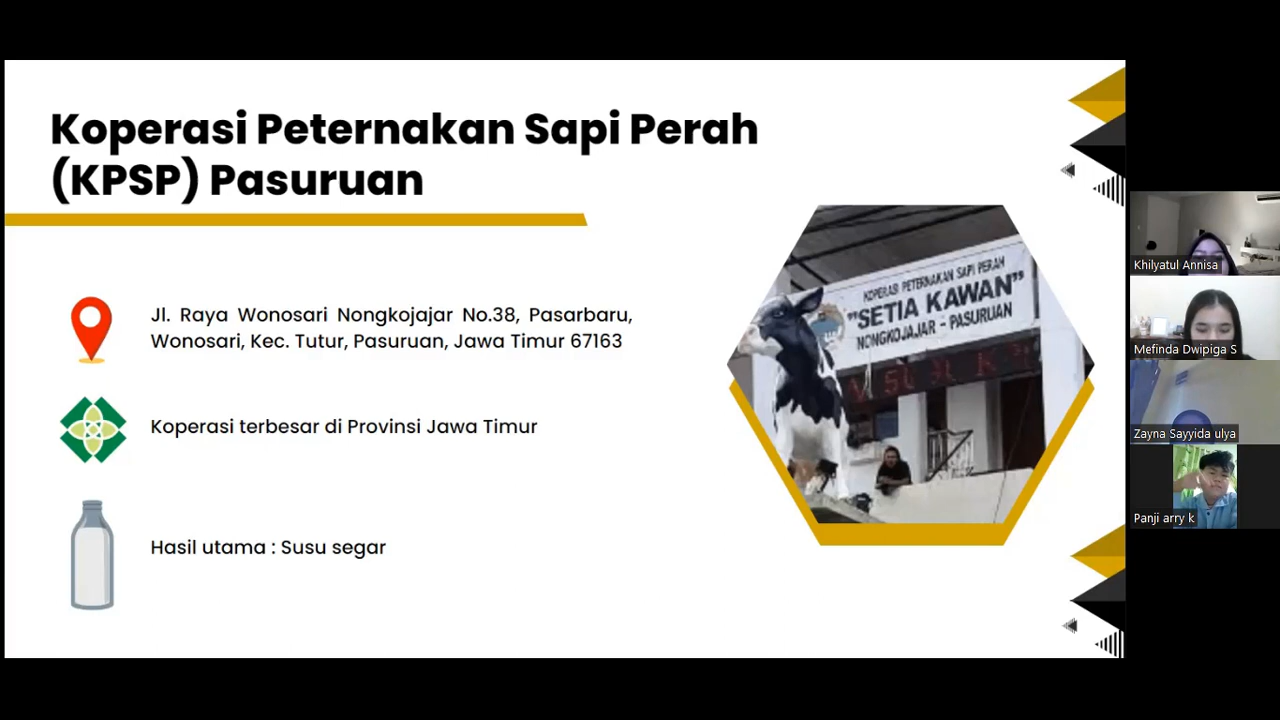 Koperasi Peternakan Sapi Perah
(KPSP) Pasuruan
Jl. Raya Wonosari Nongkojajar No.38, Pasarbaru,
Wonosari, Kec. Tutur, Pasuruan, Jawa Timur 67163
Koperasi terbesar di Provinsi Jawa Timur
Hasil utama : Susu segar
KOPERASI PETERNAKAN SAPI PERAH
"SETIA KAWAN"
NONGKOJAJAR - PASURUAN
Khilyatul Annisa
Mefinda Dwipiga S
Zayna Sayyida ulya
Panji arry k